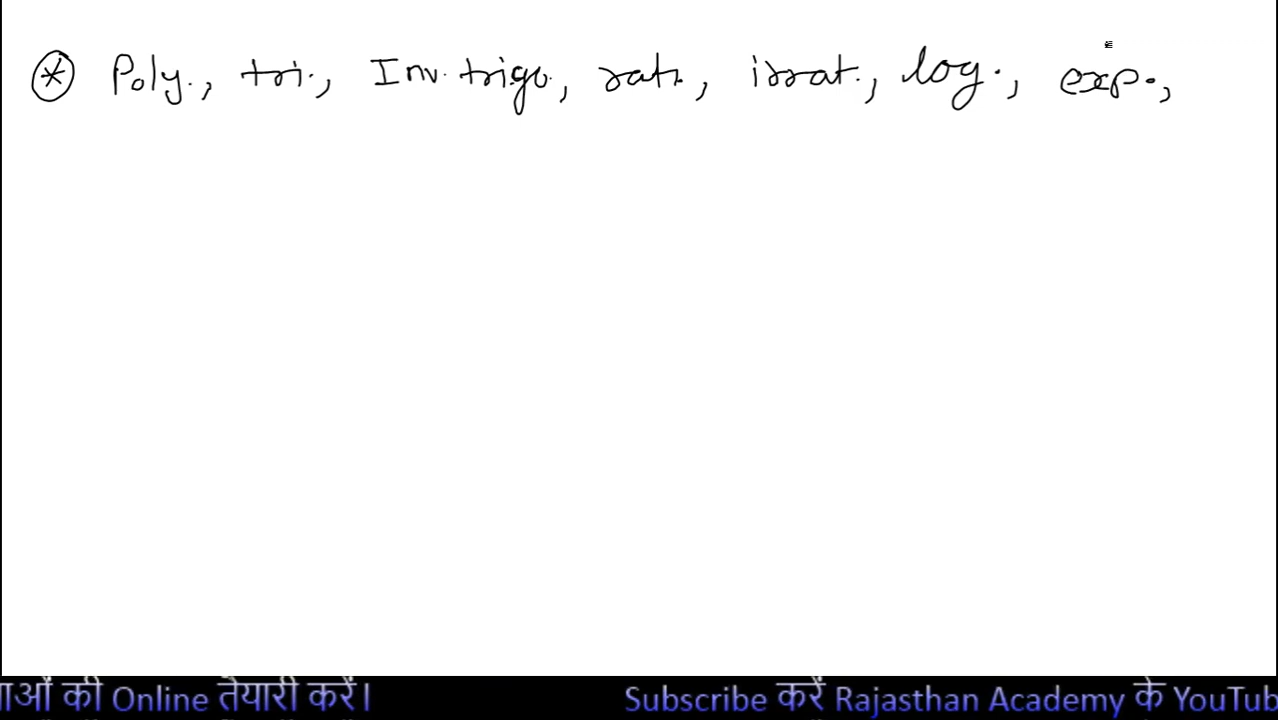 * Poly., tri., Inv. trigo., rat., irrat., log., exp.,
ाओं की Online तैयारी करें। Subscribe करें Rajasthan Academy के YouTub